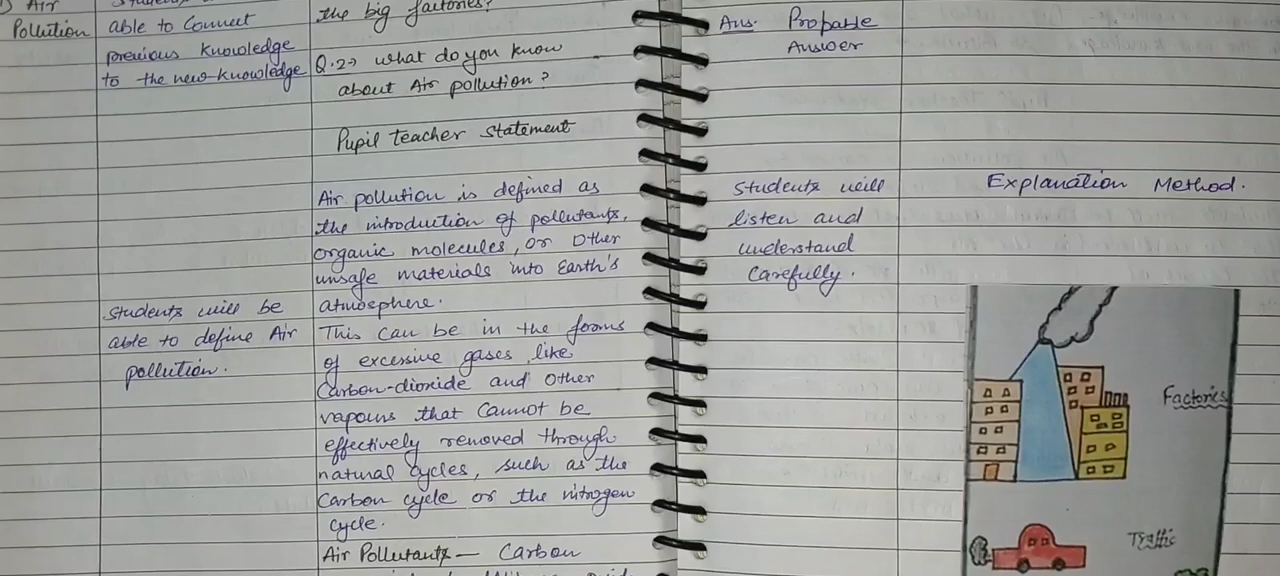 1) Air
Pollution
able to Connect
previous Knowledge
to the new knowledge
Students will be
able to define Air
pollution.
the big factories?
Q.2→ what do you know
about Air pollution?
Pupil teacher statement
Air pollution is defined as
the introduction of pollutants,
organic molecules, or Other
unsafe materials into Earth's
atmosphere.
This can be in the forms
of excessive gases like
Carbon-dioxide and Other
vapours that Cannot be
effectively removed through
natural cycles, such as the
Carbon cycle or the nitrogen
cycle.
Air Pollutants — Carbon
Ans. Probable
Answer
Students will
listen and
understand
Carefully.
Explanation Method.
Factories
Traffic